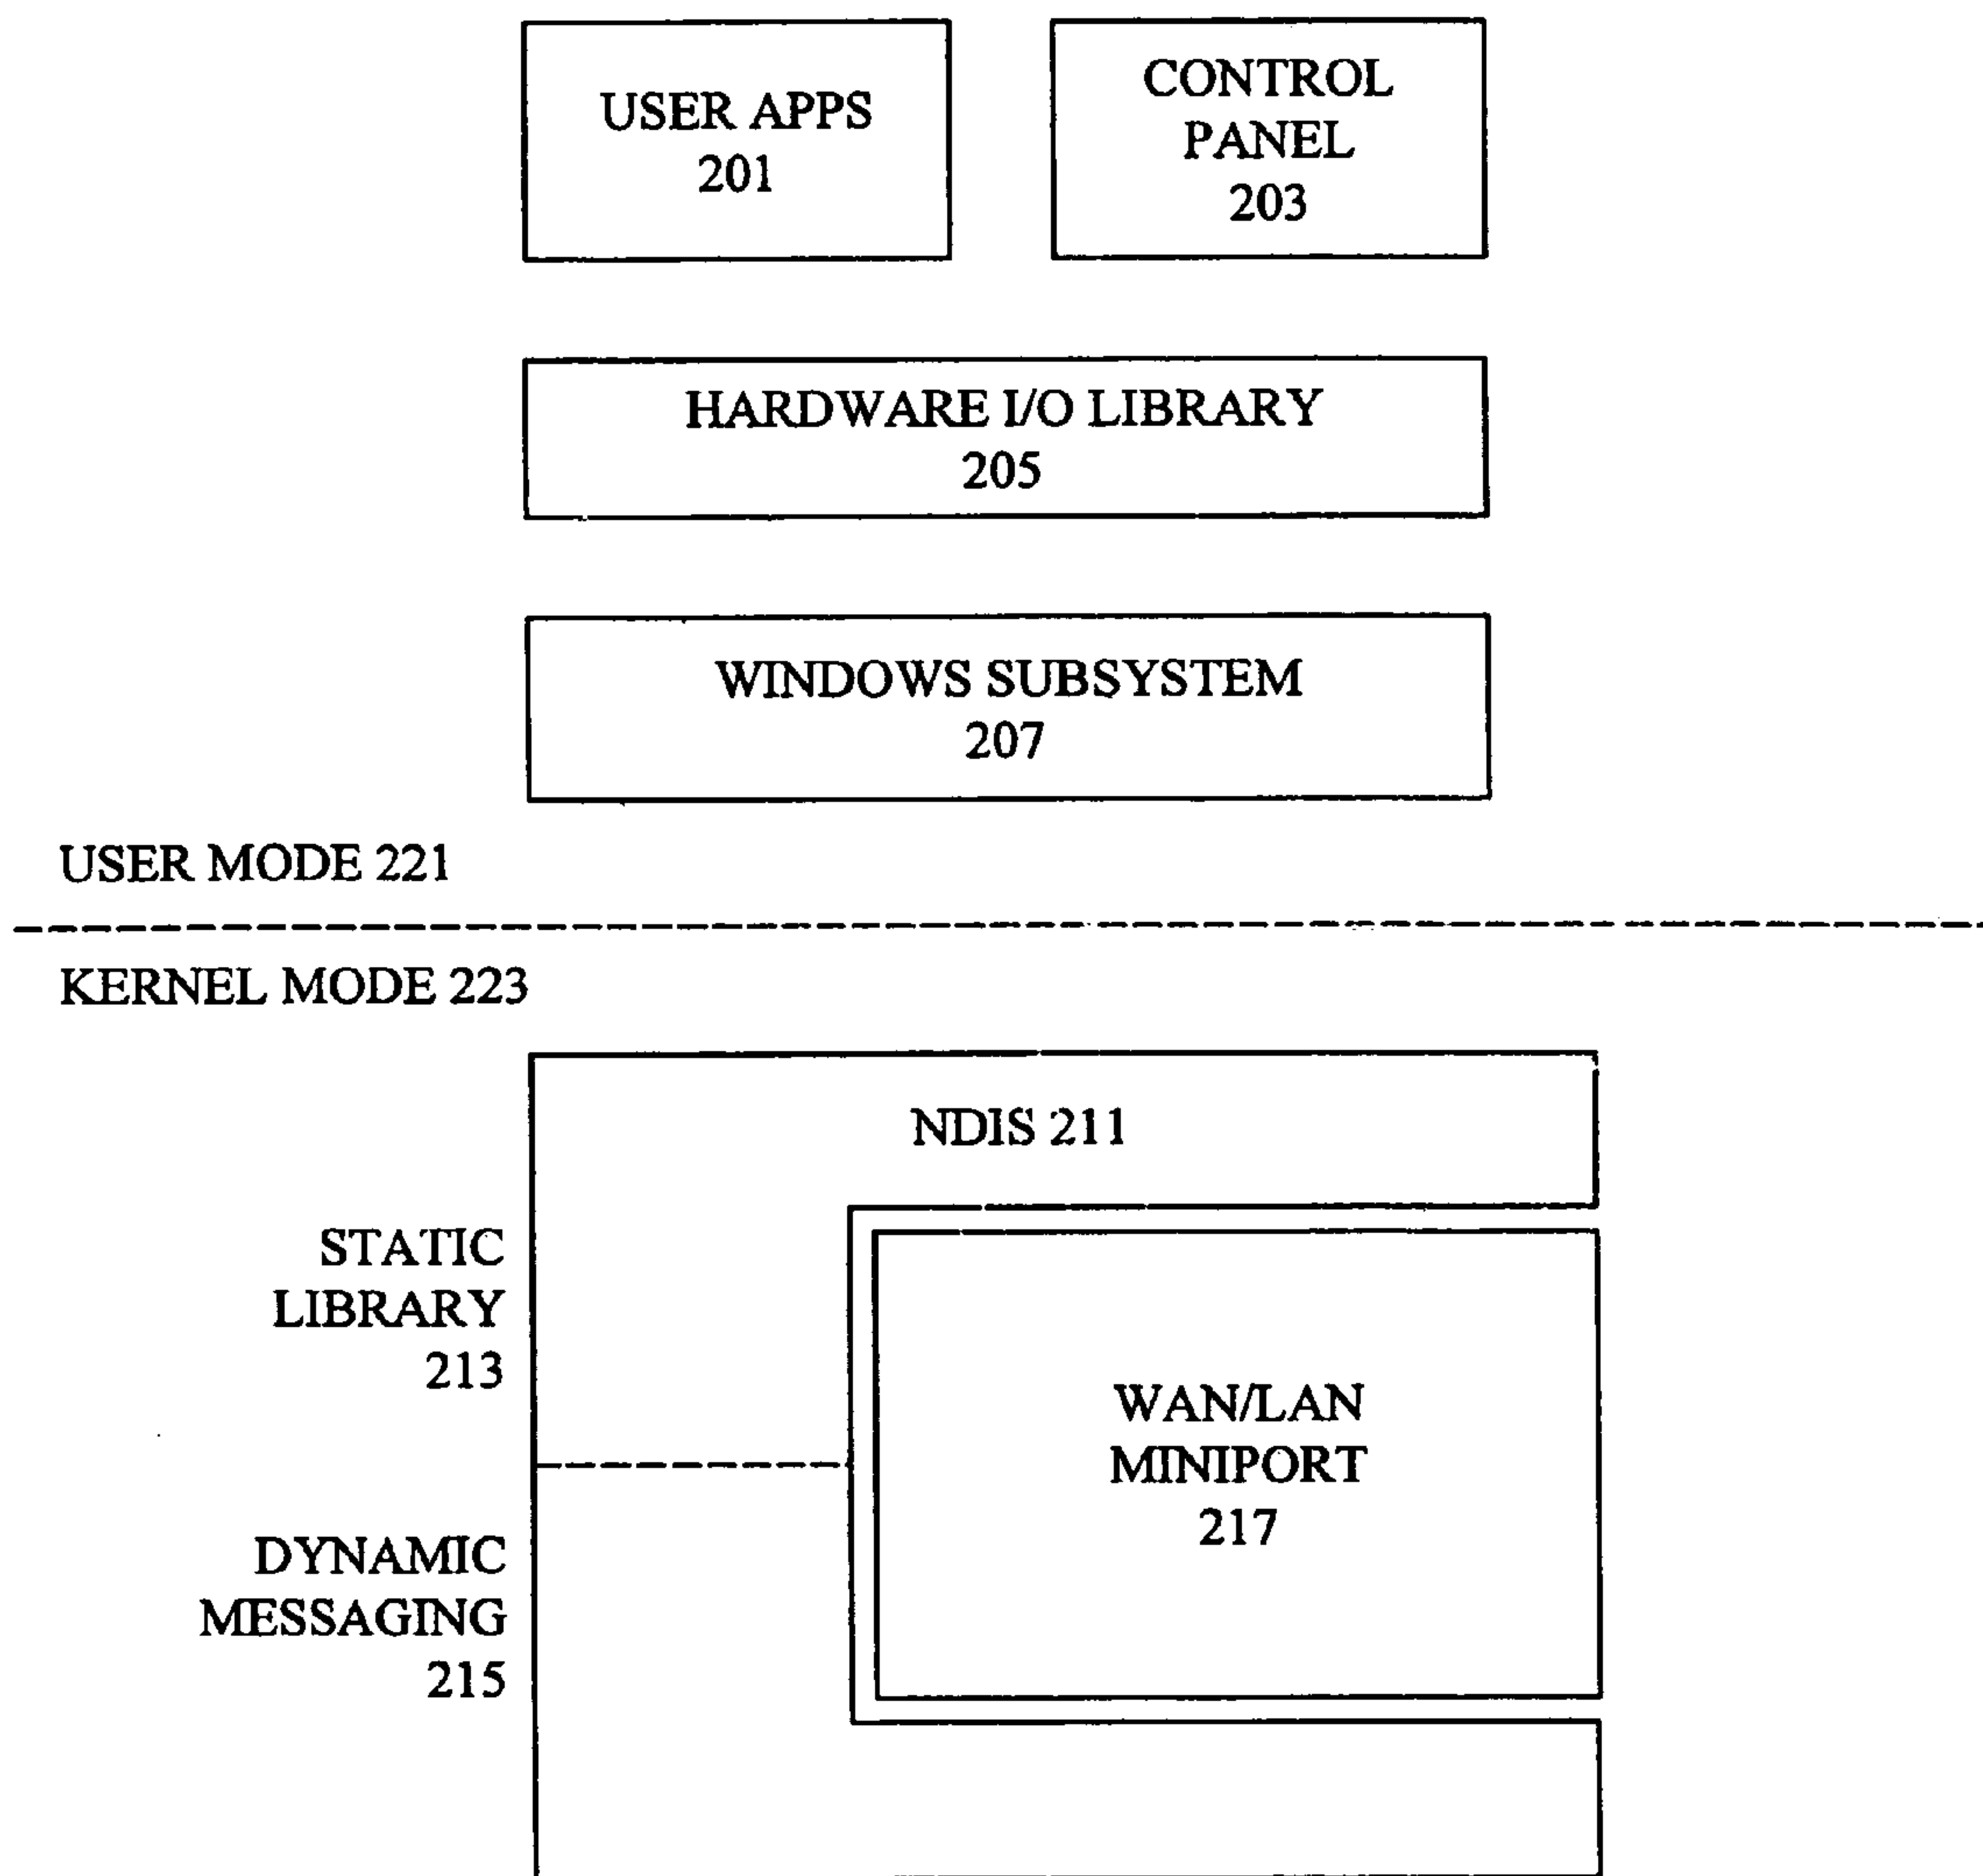 USER APPS
201
CONTROL
PANEL
203
HARDWARE I/O LIBRARY
205
WINDOWS SUBSYSTEM
207
USER MODE 221
KERNEL MODE 223
NDIS 211
STATIC
LIBRARY
213
WAN/LAN
MINIPORT
217
DYNAMIC
MESSAGING
215